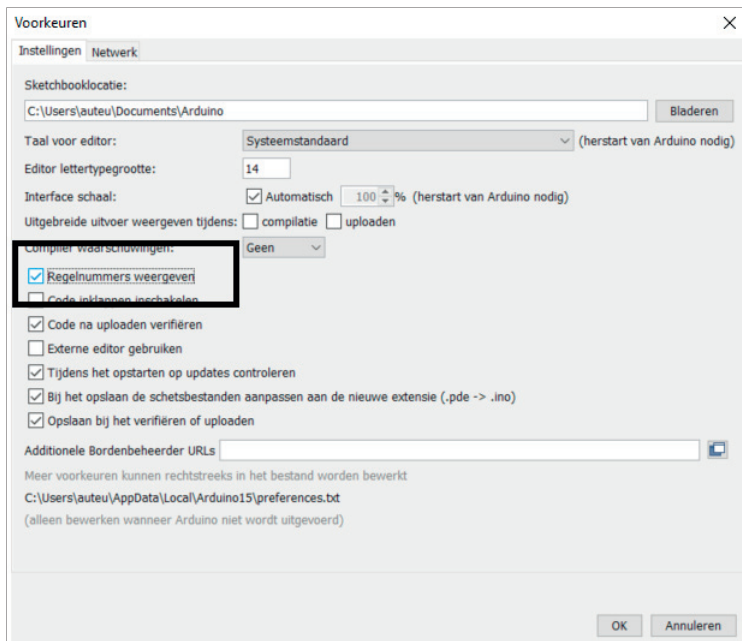 Voorkeuren
Instellingen Netwerk
Sketchbooklocatie:
C:\Users\auteu\Documents\Arduino Bladeren
Taal voor editor: Systeemstandaard (herstart van Arduino nodig)
Editor lettertypegrootte: 14
Interface schaal: Automatisch 100 % (herstart van Arduino nodig)
Uitgebreide uitvoer weergeven tijdens: compilatie uploaden
Compiler waarschuwingen: Geen
Regelnummers weergeven
Code inklappen inschakelen
Code na uploaden verifiëren
Externe editor gebruiken
Tijdens het opstarten op updates controleren
Bij het opslaan de schetsbestanden aanpassen aan de nieuwe extensie (.pde -> .ino)
Opslaan bij het verifiëren of uploaden
Additionele Bordenbeheerder URLs
Meer voorkeuren kunnen rechtstreeks in het bestand worden bewerkt
C:\Users\auteu\AppData\Local\Arduino15\preferences.txt
(alleen bewerken wanneer Arduino niet wordt uitgevoerd)
OK Annuleren